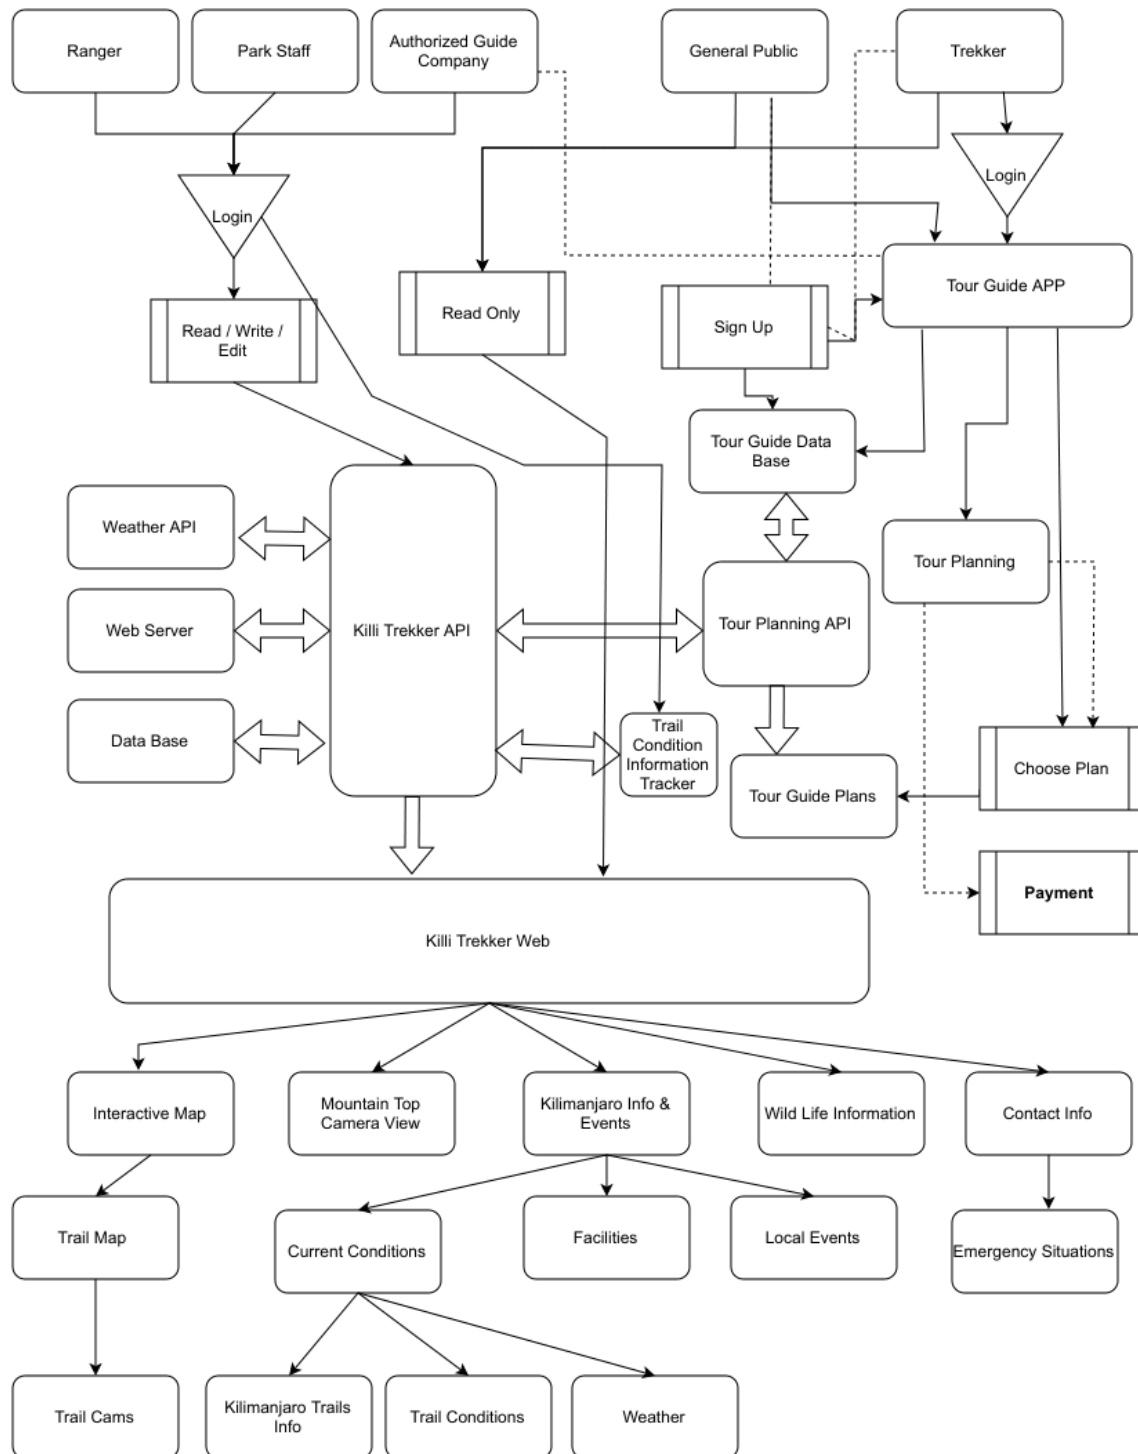 Ranger
Park Staff
Authorized Guide
Company
General Public
Trekker
Login
Login
Read / Write /
Edit
Read Only
Sign Up
Tour Guide APP
Tour Guide Data
Base
Weather API
Tour Planning
Web Server
Killi Trekker API
Tour Planning API
Data Base
Trail
Condition
Information
Tracker
Tour Guide Plans
Choose Plan
Payment
Killi Trekker Web
Interactive Map
Mountain Top
Camera View
Kilimanjaro Info &
Events
Wild Life Information
Contact Info
Trail Map
Current Conditions
Facilities
Local Events
Emergency Situations
Trail Cams
Kilimanjaro Trails
Info
Trail Conditions
Weather